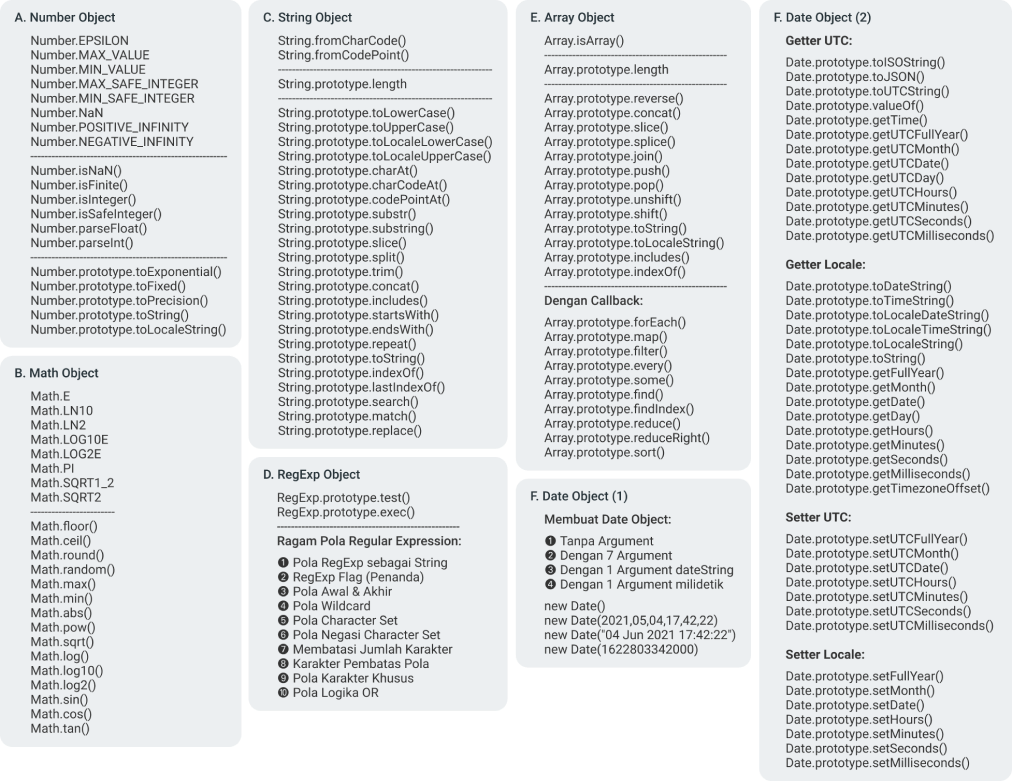 A. Number Object
Number.EPSILON
Number.MAX_VALUE
Number.MIN_VALUE
Number.MAX_SAFE_INTEGER
Number.MIN_SAFE_INTEGER
Number.NaN
Number.POSITIVE_INFINITY
Number.NEGATIVE_INFINITY
Number.isNaN()
Number.isFinite()
Number.isInteger()
Number.isSafeInteger()
Number.parseFloat()
Number.parseInt()
Number.prototype.toExponential()
Number.prototype.toFixed()
Number.prototype.toPrecision()
Number.prototype.toString()
Number.prototype.toLocaleString()
B. Math Object
Math.E
Math.LN10
Math.LN2
Math.LOG10E
Math.LOG2E
Math.PI
Math.SQRT1_2
Math.SQRT2
Math.floor()
Math.ceil()
Math.round()
Math.random()
Math.max()
Math.min()
Math.abs()
Math.pow()
Math.sqrt()
Math.log()
Math.log10()
Math.log2()
Math.sin()
Math.cos()
Math.tan()
C. String Object
String.fromCharCode()
String.fromCodePoint()
String.prototype.length
String.prototype.toLowerCase()
String.prototype.toUpperCase()
String.prototype.toLocaleLowerCase()
String.prototype.toLocaleUpperCase()
String.prototype.charAt()
String.prototype.charCodeAt()
String.prototype.codePointAt()
String.prototype.substr()
String.prototype.substring()
String.prototype.slice()
String.prototype.split()
String.prototype.trim()
String.prototype.concat()
String.prototype.includes()
String.prototype.startsWith()
String.prototype.endsWith()
String.prototype.repeat()
String.prototype.toString()
String.prototype.indexOf()
String.prototype.lastIndexOf()
String.prototype.search()
String.prototype.match()
String.prototype.replace()
D. RegExp Object
RegExp.prototype.test()
RegExp.prototype.exec()
Ragam Pola Regular Expression:
❶ Pola RegExp sebagai String
❷ RegExp Flag (Penanda)
❸ Pola Awal & Akhir
❹ Pola Wildcard
❺ Pola Character Set
❻ Pola Negasi Character Set
❼ Membatasi Jumlah Karakter
❽ Karakter Pembatas Pola
❾ Pola Karakter Khusus
❿ Pola Logika OR
E. Array Object
Array.isArray()
Array.prototype.length
Array.prototype.reverse()
Array.prototype.concat()
Array.prototype.slice()
Array.prototype.splice()
Array.prototype.join()
Array.prototype.push()
Array.prototype.pop()
Array.prototype.unshift()
Array.prototype.shift()
Array.prototype.toString()
Array.prototype.toLocaleString()
Array.prototype.includes()
Array.prototype.indexOf()
Dengan Callback:
Array.prototype.forEach()
Array.prototype.map()
Array.prototype.filter()
Array.prototype.every()
Array.prototype.some()
Array.prototype.find()
Array.prototype.findIndex()
Array.prototype.reduce()
Array.prototype.reduceRight()
Array.prototype.sort()
F. Date Object (1)
Membuat Date Object:
❶ Tanpa Argument
❷ Dengan 7 Argument
❸ Dengan 1 Argument dateString
❹ Dengan 1 Argument milidetik
new Date()
new Date(2021,05,04,17,42,22)
new Date("04 Jun 2021 17:42:22")
new Date(1622803342000)
F. Date Object (2)
Getter UTC:
Date.prototype.toISOString()
Date.prototype.toJSON()
Date.prototype.toUTCString()
Date.prototype.valueOf()
Date.prototype.getTime()
Date.prototype.getUTCFullYear()
Date.prototype.getUTCMonth()
Date.prototype.getUTCDate()
Date.prototype.getUTCDay()
Date.prototype.getUTCHours()
Date.prototype.getUTCMinutes()
Date.prototype.getUTCSeconds()
Date.prototype.getUTCMilliseconds()
Getter Locale:
Date.prototype.toDateString()
Date.prototype.toTimeString()
Date.prototype.toLocaleDateString()
Date.prototype.toLocaleTimeString()
Date.prototype.toLocaleString()
Date.prototype.toString()
Date.prototype.getFullYear()
Date.prototype.getMonth()
Date.prototype.getDate()
Date.prototype.getDay()
Date.prototype.getHours()
Date.prototype.getMinutes()
Date.prototype.getSeconds()
Date.prototype.getMilliseconds()
Date.prototype.getTimezoneOffset()
Setter UTC:
Date.prototype.setUTCFullYear()
Date.prototype.setUTCMonth()
Date.prototype.setUTCDate()
Date.prototype.setUTCHours()
Date.prototype.setUTCMinutes()
Date.prototype.setUTCSeconds()
Date.prototype.setUTCMilliseconds()
Setter Locale:
Date.prototype.setFullYear()
Date.prototype.setMonth()
Date.prototype.setDate()
Date.prototype.setHours()
Date.prototype.setMinutes()
Date.prototype.setSeconds()
Date.prototype.setMilliseconds()